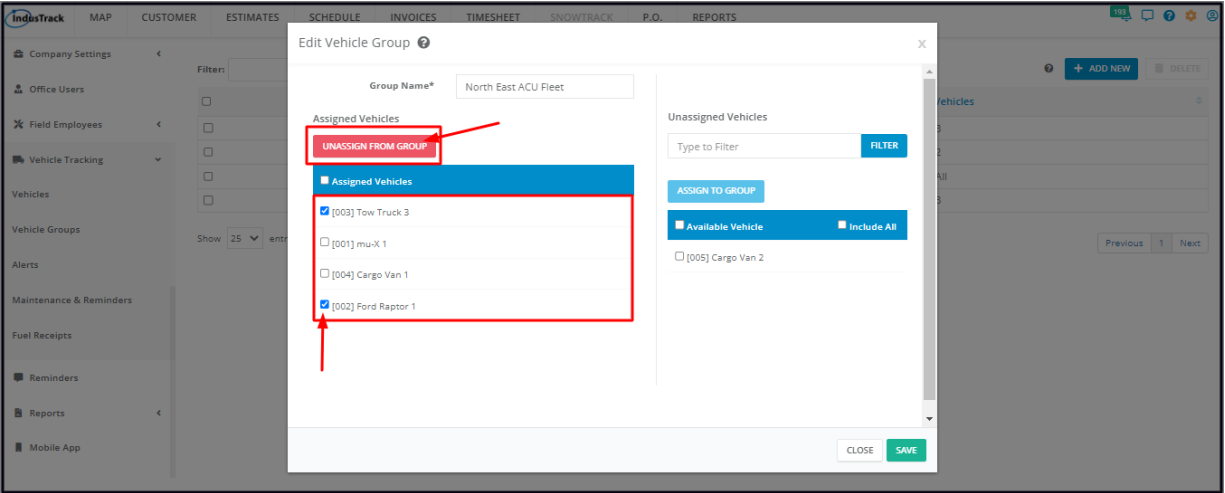 IndusTrack MAP CUSTOMER ESTIMATES SCHEDULE INVOICES TIMESHEET SNOWTRACK P.O. REPORTS 193
Company Settings
Office Users
Field Employees
Vehicle Tracking
Vehicles
Vehicle Groups
Alerts
Maintenance & Reminders
Fuel Receipts
Reminders
Reports
Mobile App
Filter:
+ ADD NEW DELETE
Vehicles
3
2
All
3
Show 25 entr
Previous 1 Next
Edit Vehicle Group ? x
Group Name* North East ACU Fleet
Assigned Vehicles
UNASSIGN FROM GROUP
Assigned Vehicles
[003] Tow Truck 3
[001] mu-X 1
[004] Cargo Van 1
[002] Ford Raptor 1
Unassigned Vehicles
Type to Filter FILTER
ASSIGN TO GROUP
Available Vehicle Include All
[005] Cargo Van 2
CLOSE SAVE